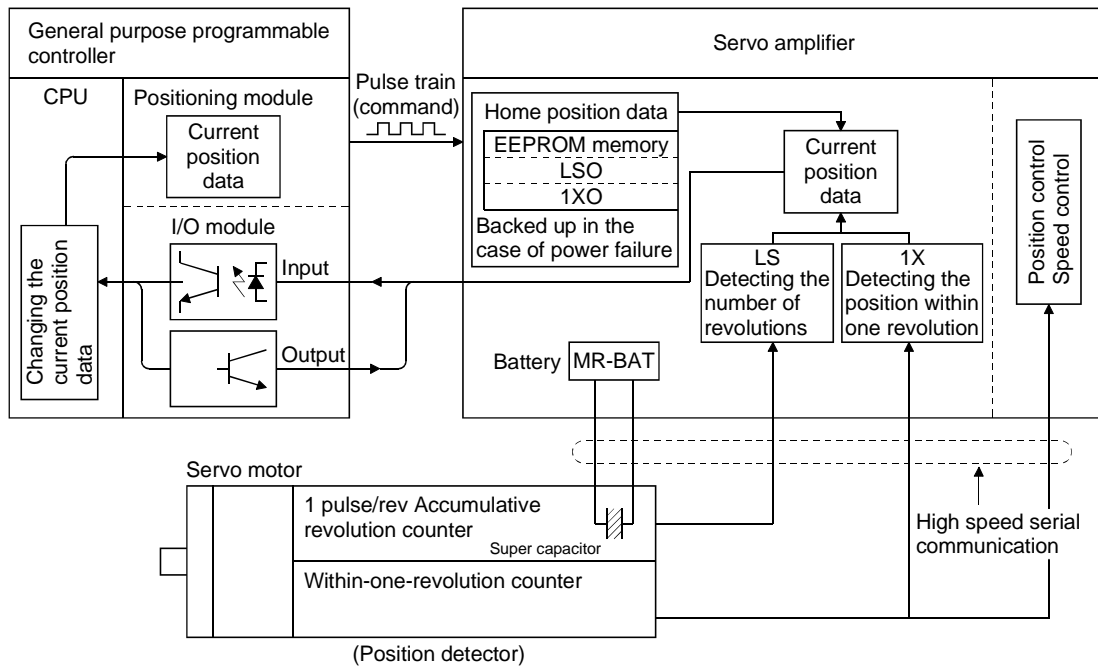 General purpose programmable
controller
CPU
Positioning module
Current
position
data
I/O module
Input
Output
Changing the
current position
data
Pulse train
(command)
Servo amplifier
Home position data
EEPROM memory
LSO
1XO
Backed up in the
case of power failure
Current
position
data
LS
Detecting the
number of
revolutions
1X
Detecting the
position within
one revolution
Position control
Speed control
Battery
MR-BAT
Servo motor
1 pulse/rev Accumulative
revolution counter
Super capacitor
Within-one-revolution counter
High speed serial
communication
(Position detector)